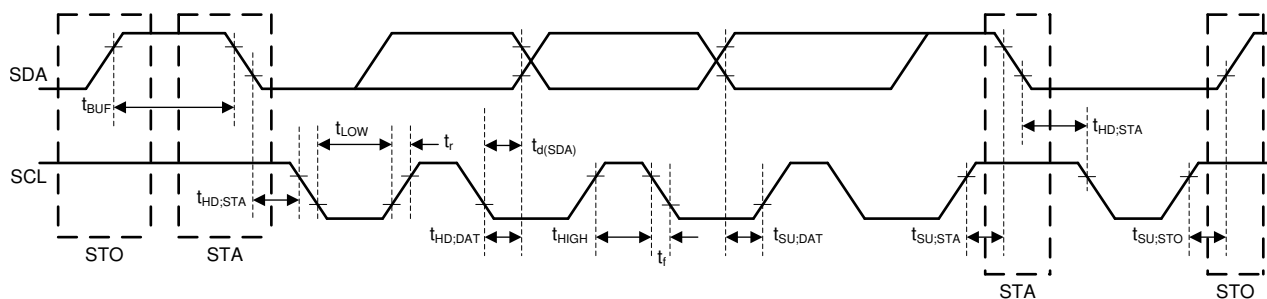 SDA
t_BUF
t_LOW
t_r
t_d(SDA)
t_HD;STA
SCL
t_HD;STA
t_HD;DAT
t_HIGH
t_f
t_SU;DAT
t_SU;STA
t_SU;STO
STO
STA
STA
STO